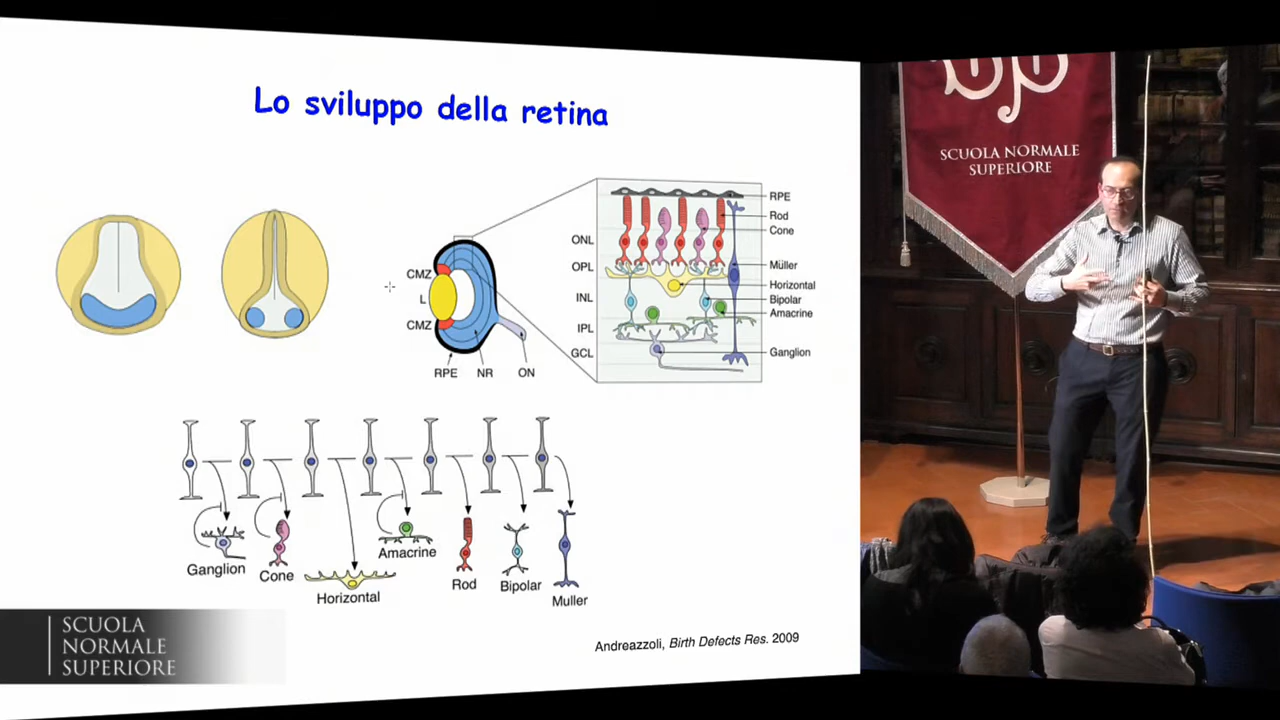 Lo sviluppo della retina
CMZ
L
CMZ
RPE NR ON
ONL
OPL
INL
IPL
GCL
RPE
Rod
Cone
Müller
Horizontal
Bipolar
Amacrine
Ganglion
Ganglion
Cone
Horizontal
Amacrine
Rod
Bipolar
Muller
Andreazzoli, Birth Defects Res. 2009
SCUOLA
NORMALE
SUPERIORE
SCUOLA NORMALE
SUPERIORE